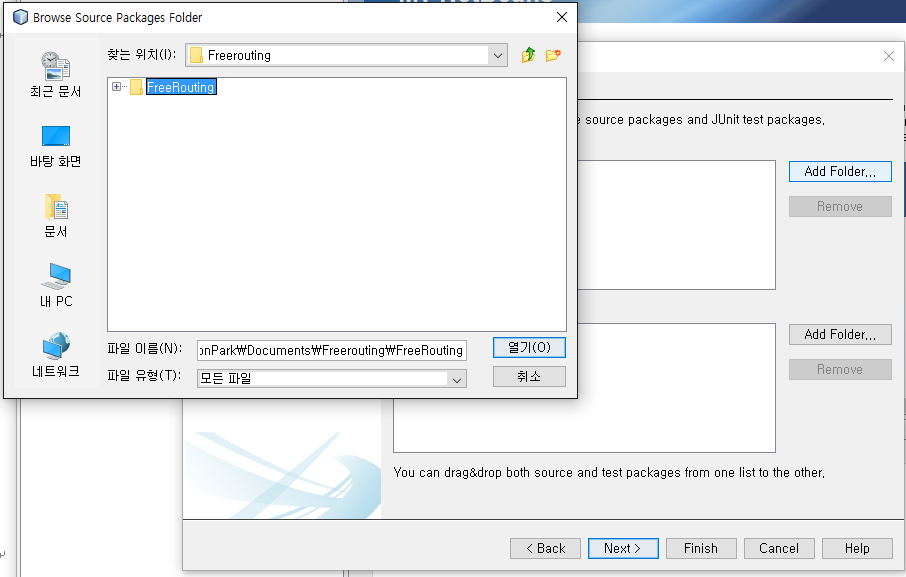 Browse Source Packages Folder
찾는 위치(I):
Freerouting
최근 문서
바탕 화면
문서
내 PC
네트워크
FreeRouting
파일 이름(N):
onPark₩Documents₩Freerouting₩FreeRouting
열기(O)
파일 유형(T):
모든 파일
취소
e source packages and JUnit test packages.
Add Folder...
Remove
Add Folder...
Remove
You can drag&drop both source and test packages from one list to the other.
< Back
Next >
Finish
Cancel
Help